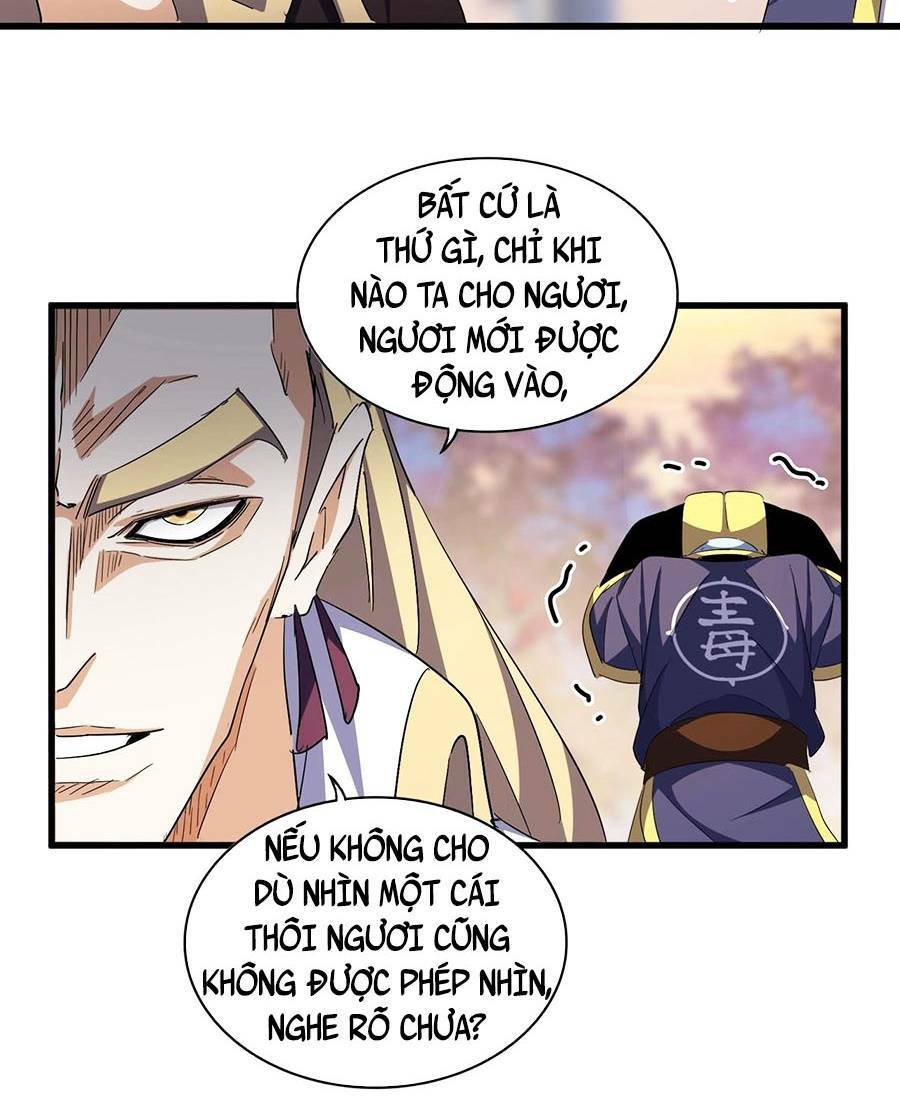 BẤT CỨ LÀ
THỨ GÌ, CHỈ KHI
NÀO TA CHO NGƯƠI,
NGƯƠI MỚI ĐƯỢC
ĐỘNG VÀO,
毒
NẾU KHÔNG CHO
DÙ NHÌN MỘT CÁI
THÔI NGƯƠI CŨNG
KHÔNG ĐƯỢC PHÉP NHÌN,
NGHE RÕ CHƯA?